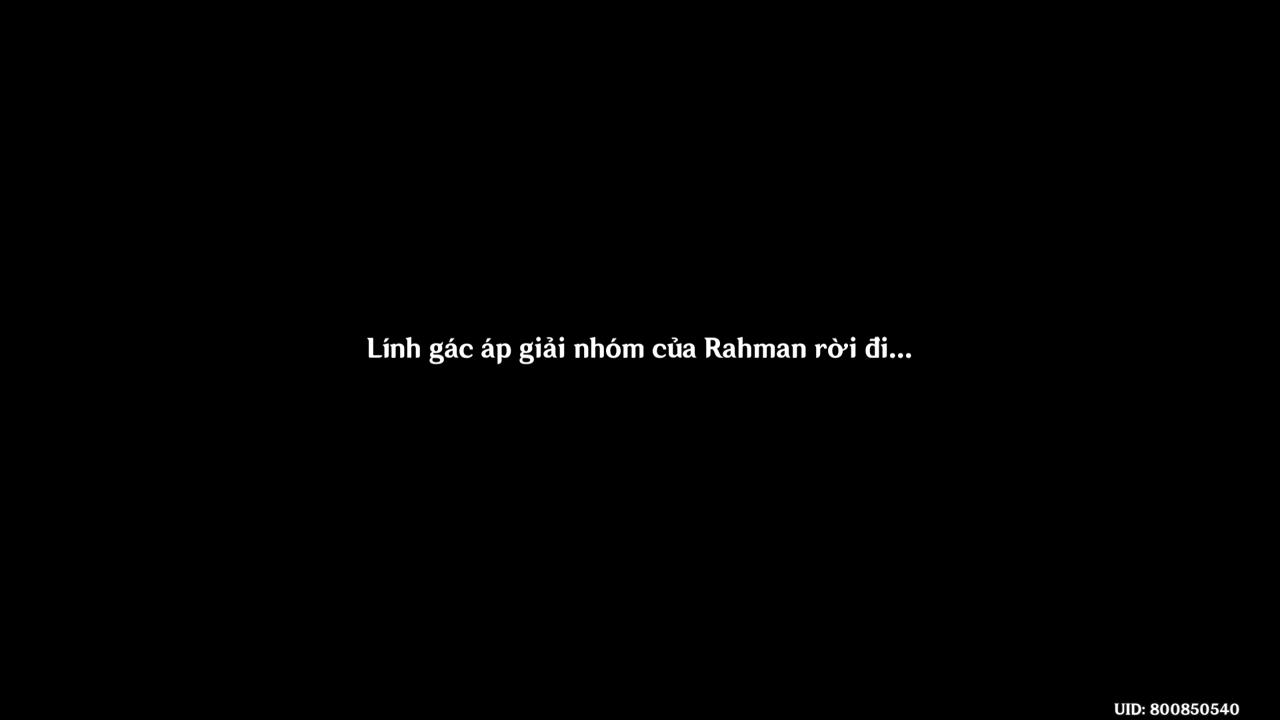 Lính gác áp giải nhóm của Rahman rời đi...
UID: 800850540